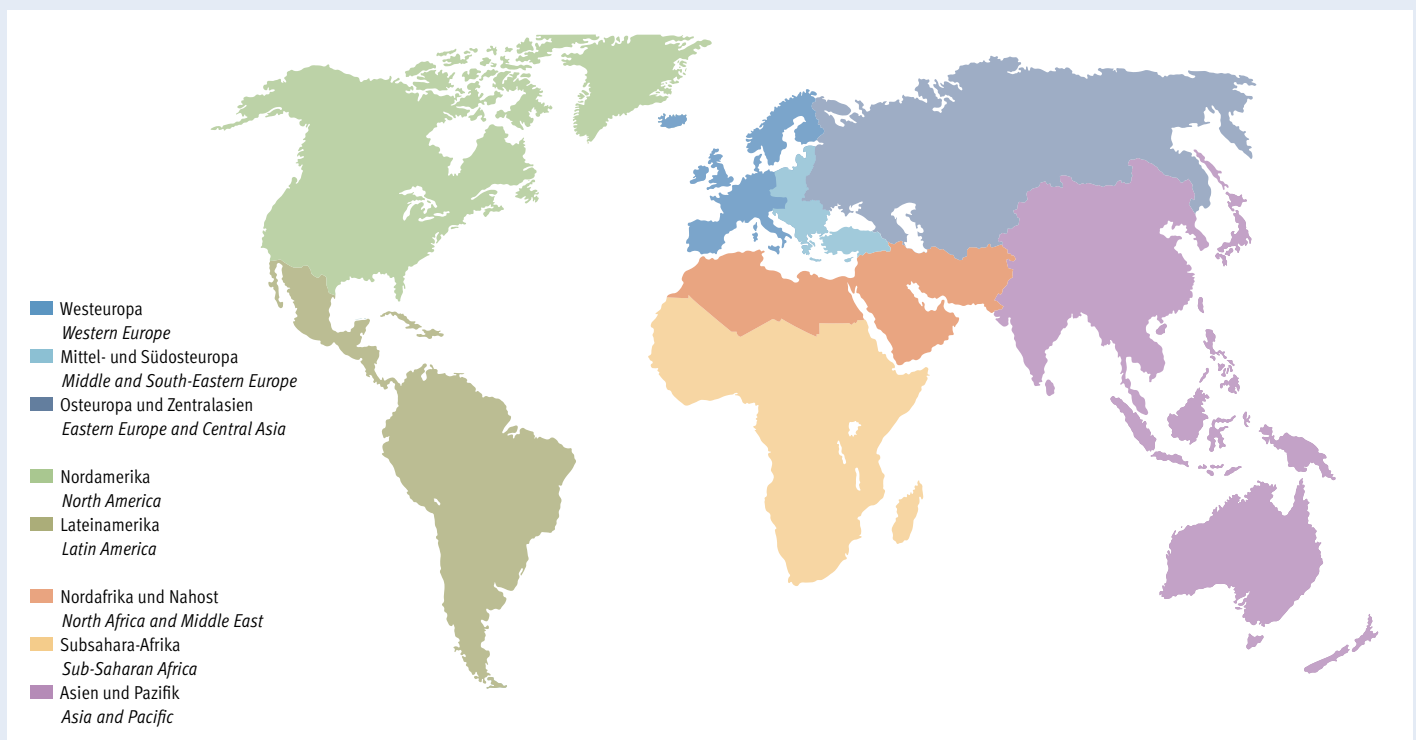 Westeuropa
Western Europe
Mittel- und Südosteuropa
Middle and South-Eastern Europe
Osteuropa und Zentralasien
Eastern Europe and Central Asia
Nordamerika
North America
Lateinamerika
Latin America
Nordafrika und Nahost
North Africa and Middle East
Subsahara-Afrika
Sub-Saharan Africa
Asien und Pazifik
Asia and Pacific